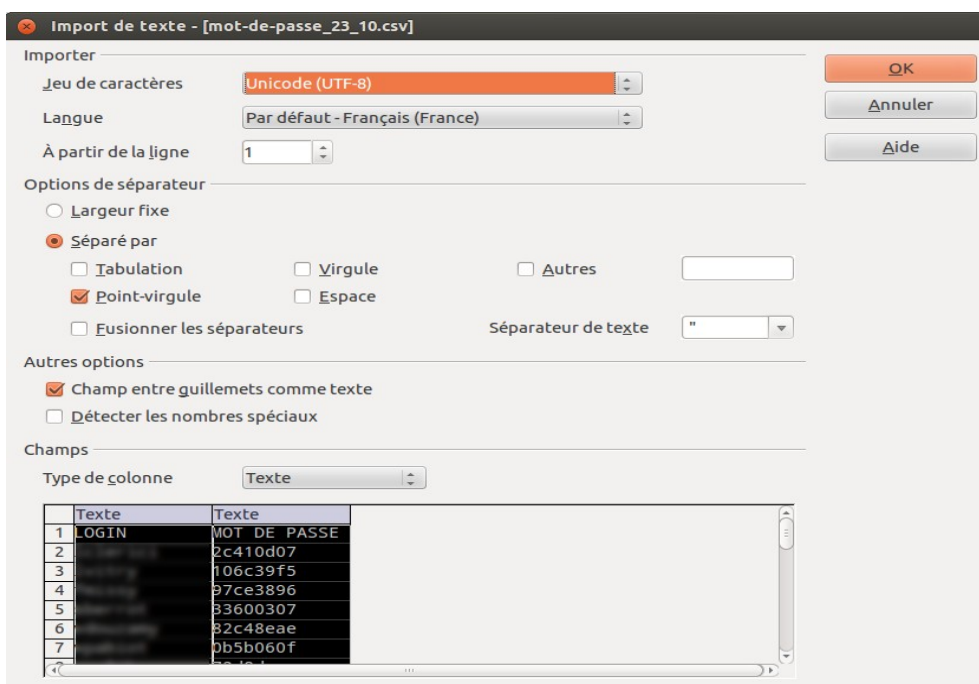 Import de texte - [mot-de-passe_23_10.csv]
Importer
Jeu de caractères Unicode (UTF-8)
Langue Par défaut - Français (France)
À partir de la ligne 1
OK
Annuler
Aide
Options de séparateur
Largeur fixe
Séparé par
Tabulation Virgule Autres
Point-virgule Espace
Fusionner les séparateurs Séparateur de texte "
Autres options
Champ entre guillemets comme texte
Détecter les nombres spéciaux
Champs
Type de colonne Texte
Texte Texte
1 LOGIN MOT DE PASSE
2 2c410d07
3 106c39f5
4 97ce3896
5 33600307
6 82c48eae
7 0b5b060f